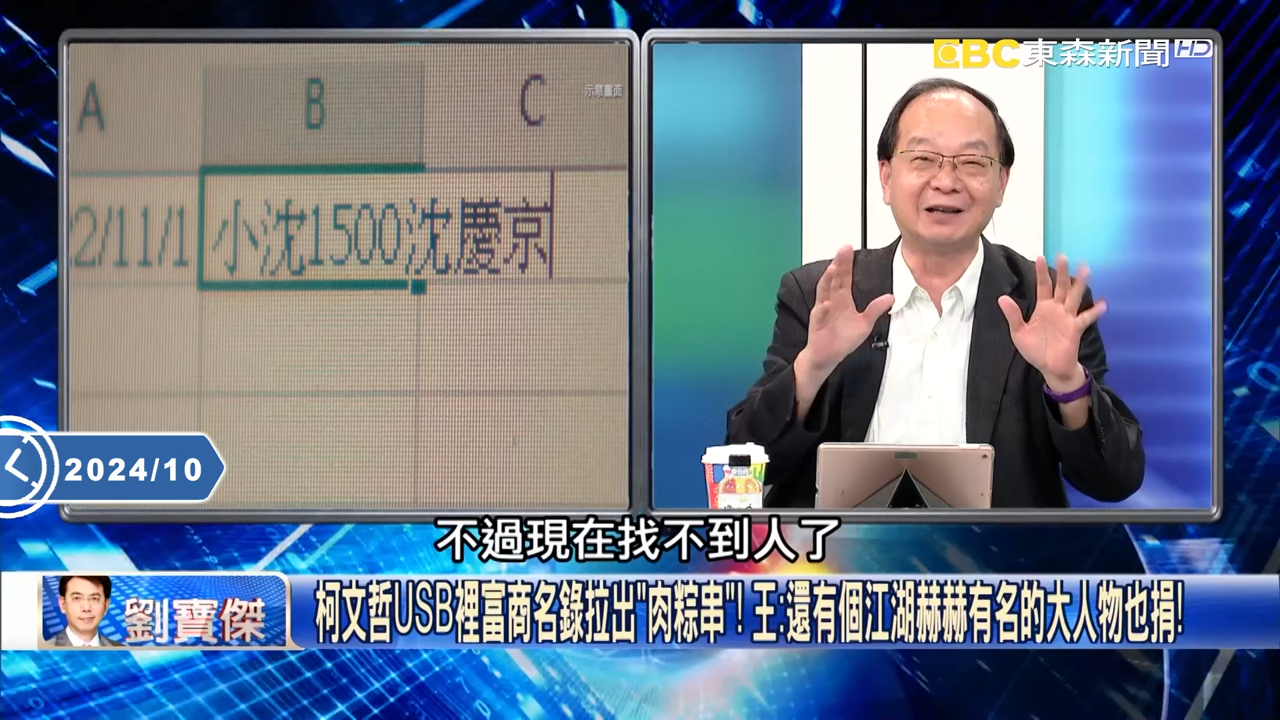 EBC東森新聞HD
A B C
示意畫面
2/11/1 小沈1500沈慶京
2024/10
不過現在找不到人了
劉寶傑
柯文哲USB裡富商名錄拉出"肉粽串"! 王:還有個江湖赫赫有名的大人物也捐!